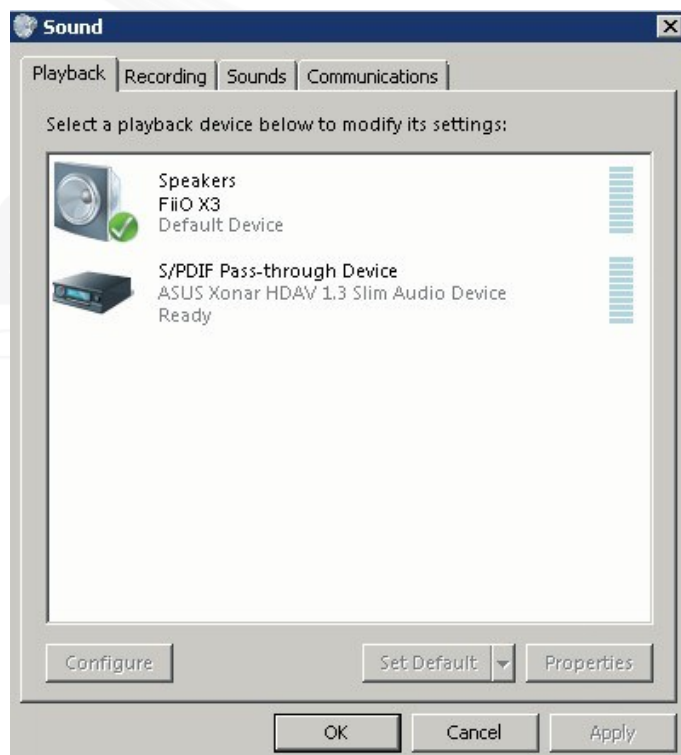 Sound
Playback Recording Sounds Communications
Select a playback device below to modify its settings:
Speakers
FiiO X3
Default Device
S/PDIF Pass-through Device
ASUS Xonar HDAV 1.3 Slim Audio Device
Ready
Configure Set Default Properties
OK Cancel Apply